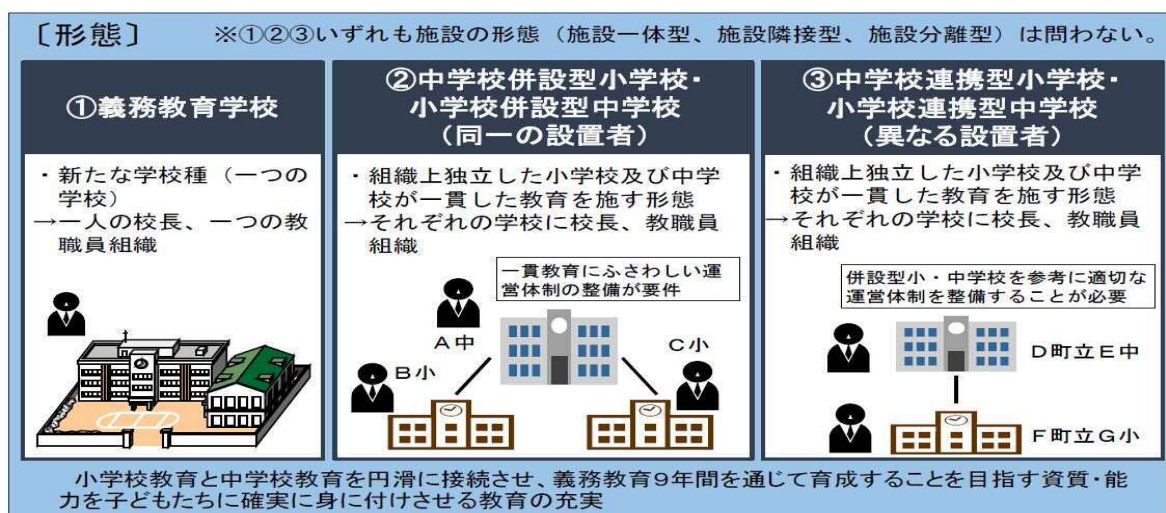 〔形態〕 ※①②③いずれも施設の形態（施設一体型、施設隣接型、施設分離型）は問わない。
①義務教育学校
・新たな学校種（一つの
学校）
→一人の校長、一つの教
職員組織
②中学校併設型小学校・
小学校併設型中学校
（同一の設置者）
・組織上独立した小学校及び中学
校が一貫した教育を施す形態
→それぞれの学校に校長、教職員
組織
一貫教育にふさわしい運
営体制の整備が要件
A中
B小
C小
③中学校連携型小学校・
小学校連携型中学校
（異なる設置者）
・組織上独立した小学校及び中学
校が一貫した教育を施す形態
→それぞれの学校に校長、教職員
組織
併設型小・中学校を参考に適切な
運営体制を整備することが必要
D町立E中
F町立G小
小学校教育と中学校教育を円滑に接続させ、義務教育9年間を通じて育成することを目指す資質・能
力を子どもたちに確実に身に付けさせる教育の充実